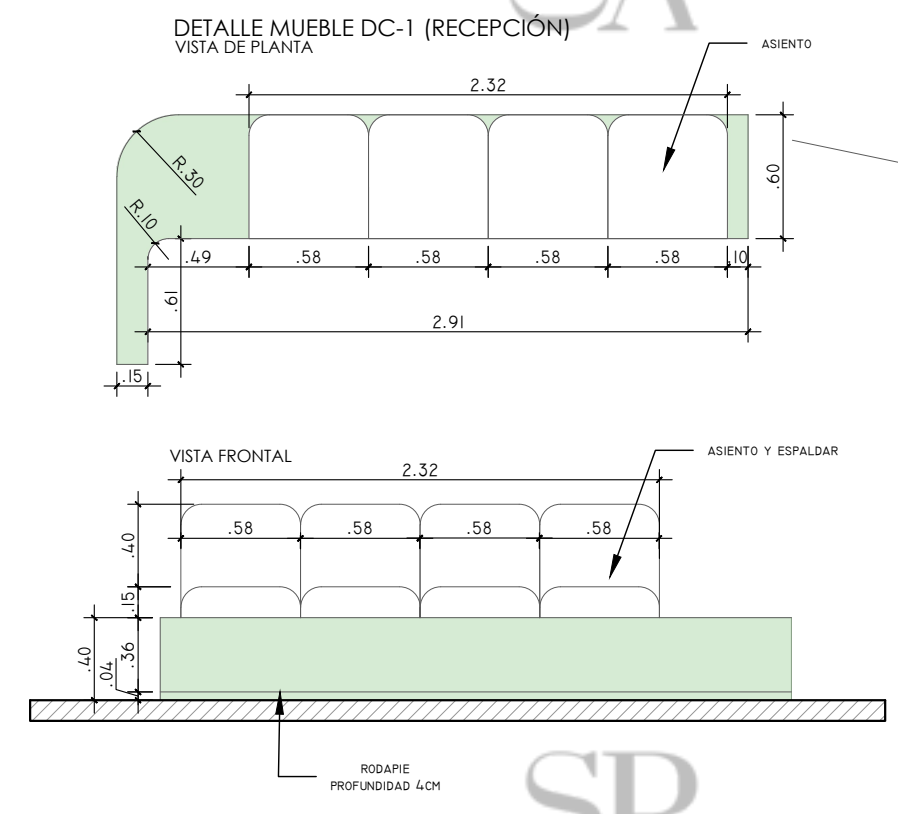 SA
DETALLE MUEBLE DC-1 (RECEPCIÓN)
VISTA DE PLANTA
ASIENTO
2.32
R.30
.60
R.10
.49
.58
.58
.58
.58
.10
.61
2.91
.15
VISTA FRONTAL
ASIENTO Y ESPALDAR
2.32
.58
.58
.58
.58
.40
.15
.40
.04
.36
RODAPIE
PROFUNDIDAD 4CM
SP